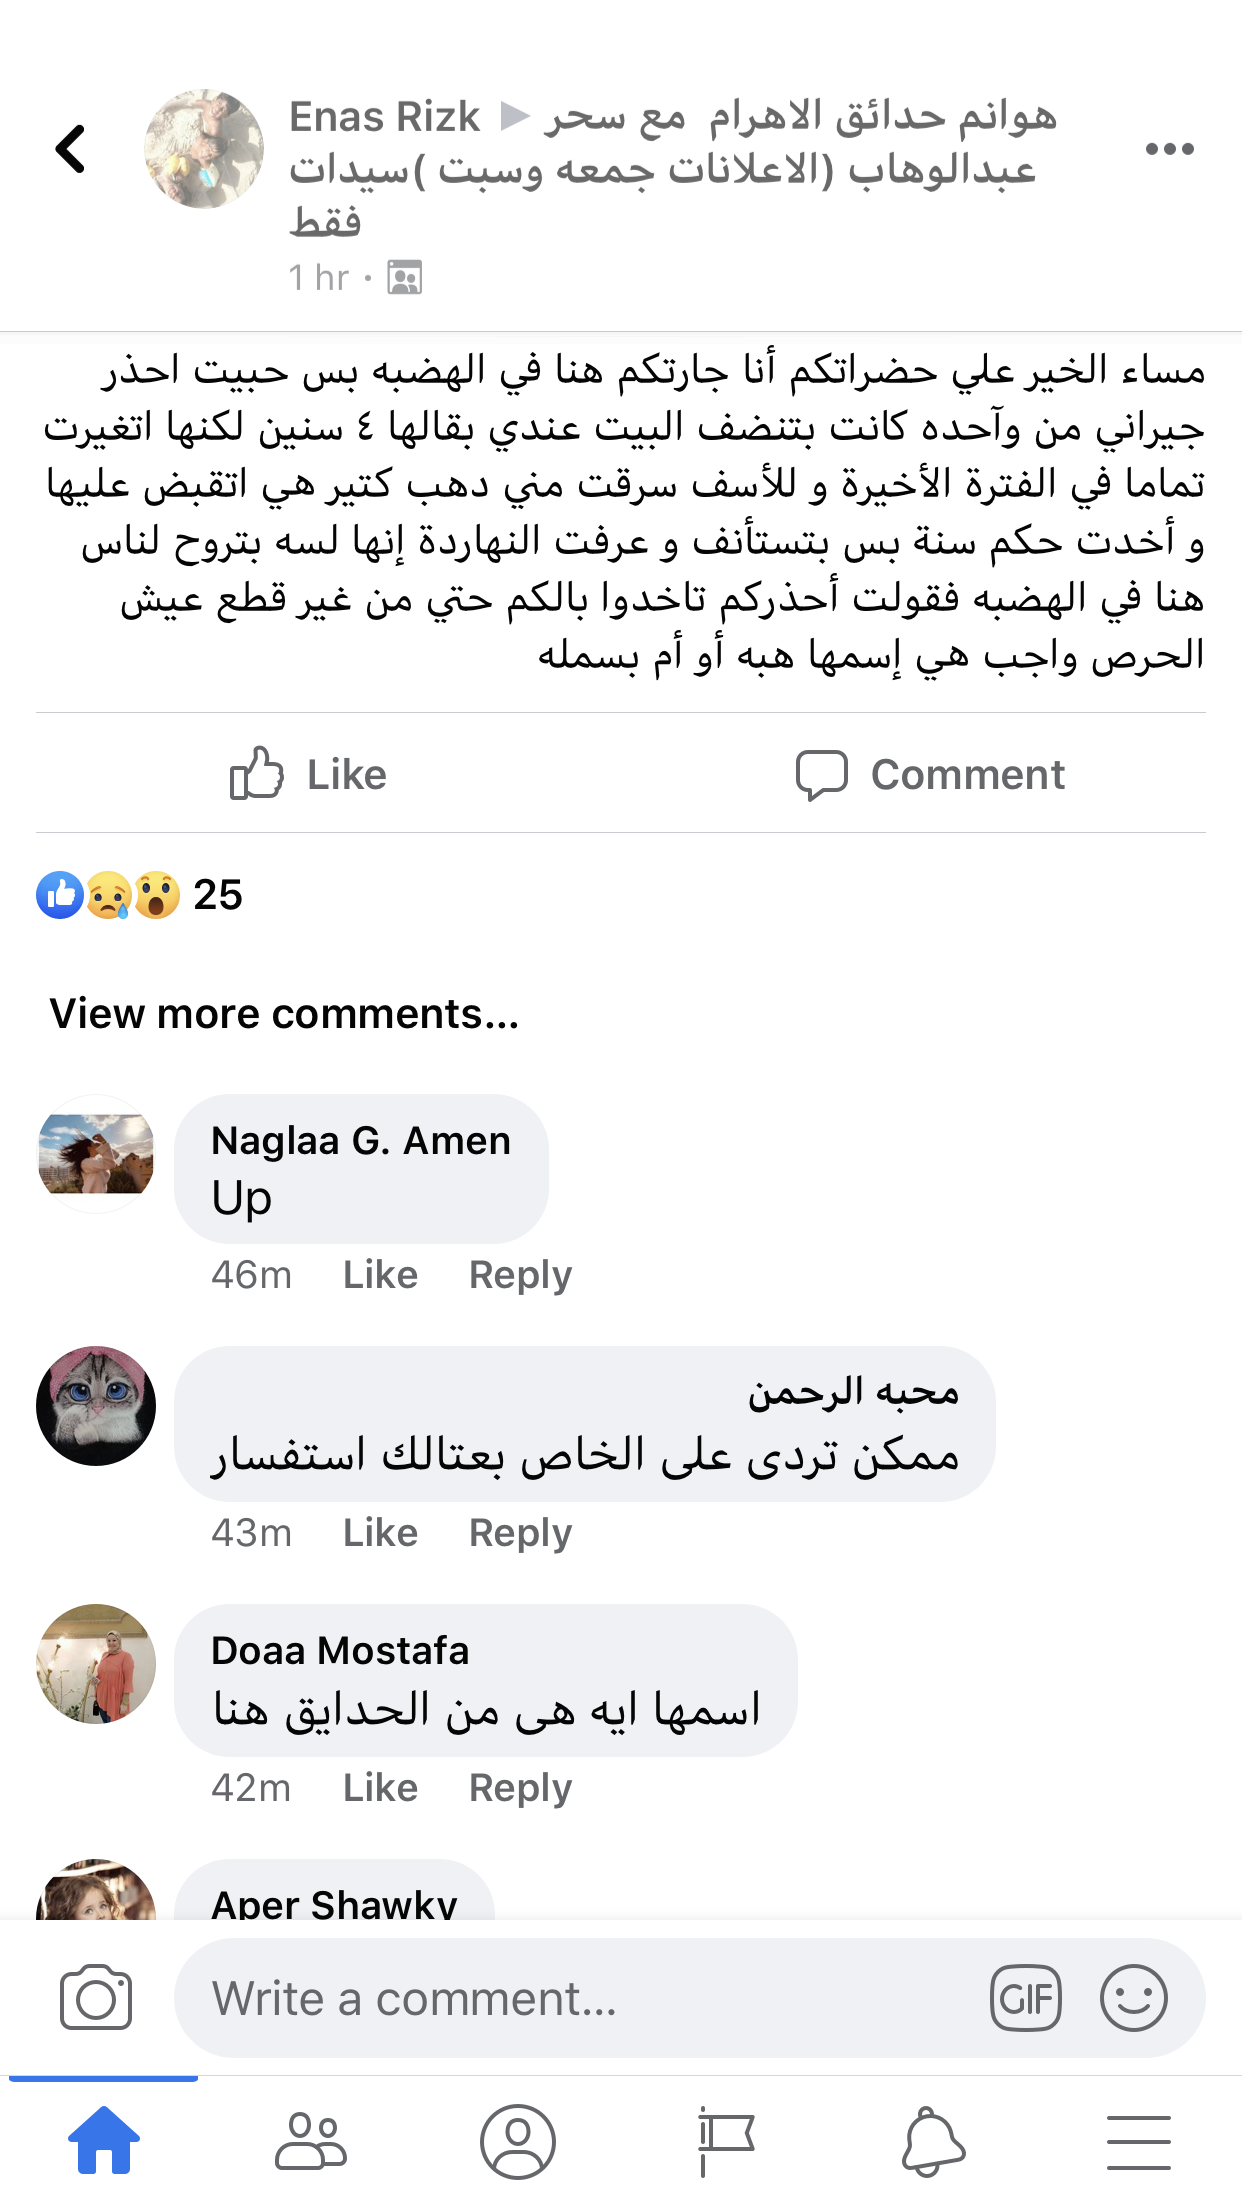 Enas Rizk ▶ هوانم حدائق الاهرام مع سحر
عبدالوهاب (الاعلانات جمعه وسبت )سيدات
فقط
1 hr ·
مساء الخير علي حضراتكم أنا جارتكم هنا في الهضبه بس حبيت احذر
جيراني من وآحده كانت بتنضف البيت عندي بقالها ٤ سنين لكنها اتغيرت
تماما في الفترة الأخيرة و للأسف سرقت مني دهب كتير هي اتقبض عليها
و أخدت حكم سنة بس بتستأنف و عرفت النهاردة إنها لسه بتروح لناس
هنا في الهضبه فقولت أحذركم تاخدوا بالكم حتي من غير قطع عيش
الحرص واجب هي إسمها هبه أو أم بسمله
Like Comment
25
View more comments...
Naglaa G. Amen
Up
46m Like Reply
محبه الرحمن
ممكن تردى على الخاص بعتالك استفسار
43m Like Reply
Doaa Mostafa
اسمها ايه هى من الحدايق هنا
42m Like Reply
Aper Shawky
Write a comment...
GIF